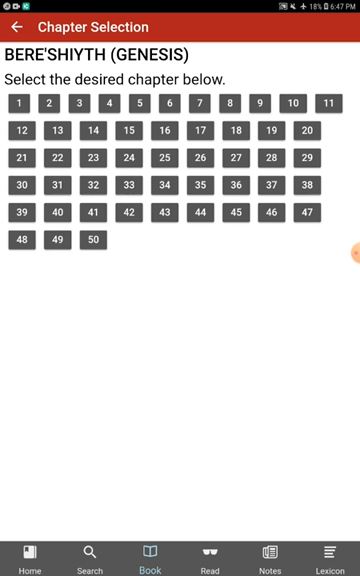 18% 6:47 PM
Chapter Selection
BERE'SHIYTH (GENESIS)
Select the desired chapter below.
1 2 3 4 5 6 7 8 9 10 11
12 13 14 15 16 17 18 19 20
21 22 23 24 25 26 27 28 29
30 31 32 33 34 35 36 37 38
39 40 41 42 43 44 45 46 47
48 49 50
Home Search Book Read Notes Lexicon